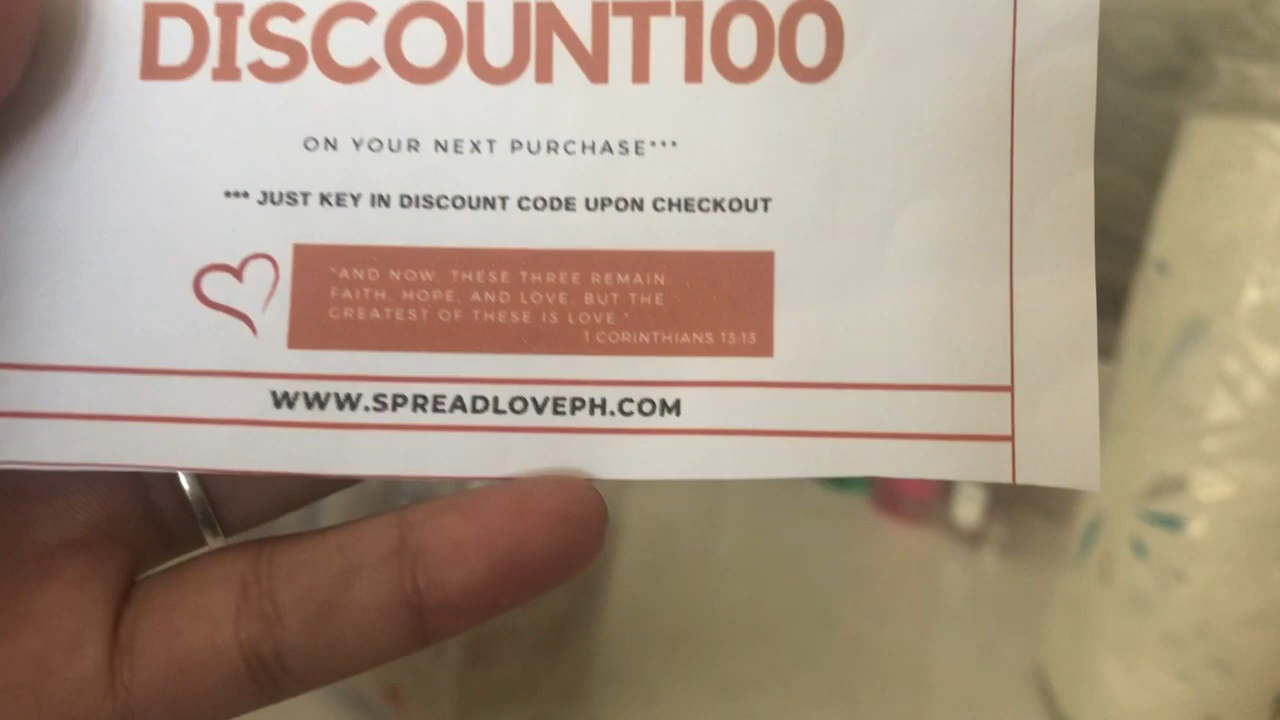 DISCOUNT100
ON YOUR NEXT PURCHASE***
*** JUST KEY IN DISCOUNT CODE UPON CHECKOUT
"AND NOW, THESE THREE REMAIN:
FAITH, HOPE, AND LOVE, BUT THE
GREATEST OF THESE IS LOVE."
1 CORINTHIANS 13:13
WWW.SPREADLOVEPH.COM